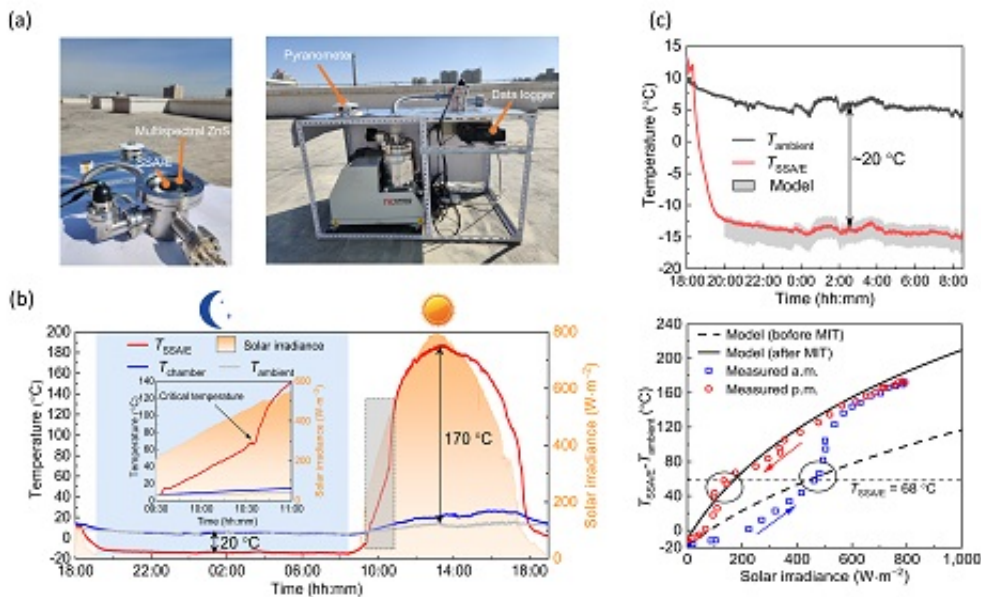 (a)
Multispectral ZnS
SSA/E
Pyranometer
Data logger
(b)
200
180
160
140
120
100
80
60
40
20
0
-20
Temperature (°C)
T_SSA/E
Solar irradiance
T_chamber
T_ambient
140
120
100
80
60
40
20
0
Temperature (°C)
Critical temperature
600
400
200
0
Solar irradiance (W·m⁻²)
09:30
10:00
10:30
11:00
Time (hh:mm)
20 °C
170 °C
800
600
400
200
0
Solar irradiance (W·m⁻²)
18:00
22:00
02:00
06:00
10:00
14:00
18:00
Time (hh:mm)
(c)
15
10
5
0
-5
-10
-15
-20
Temperature (°C)
T_ambient
T_SSA/E
Model
~20 °C
18:00
20:00
22:00
0:00
2:00
4:00
6:00
8:00
Time (hh:mm)
240
160
80
0
-20
T_SSA/E-T_ambient (°C)
Model (before MIT)
Model (after MIT)
Measured a.m.
Measured p.m.
T_SSA/E = 68 °C
0
200
400
600
800
1,000
Solar irradiance (W·m⁻²)